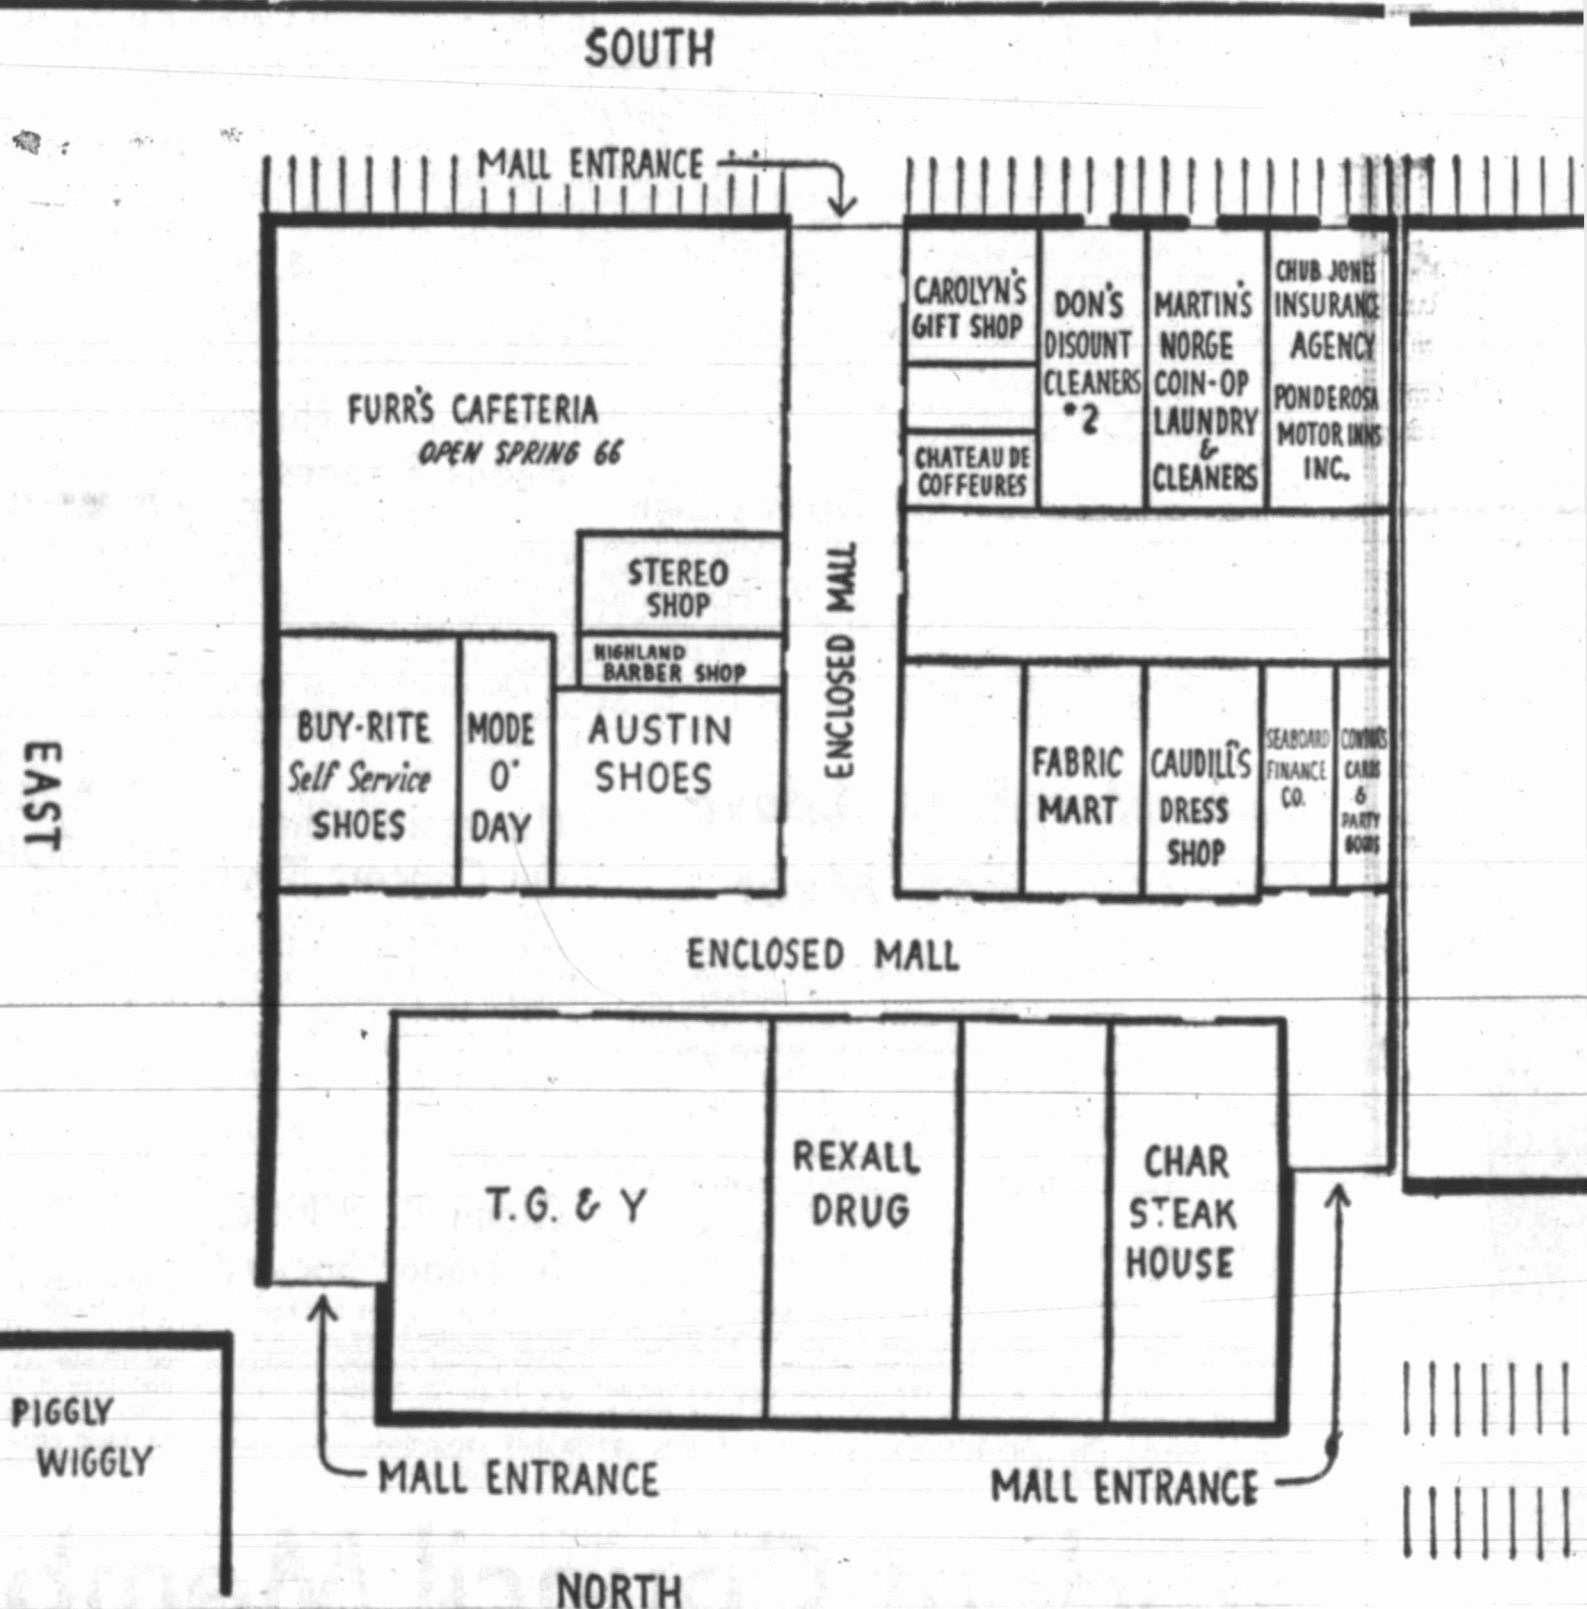 SOUTH
MALL ENTRANCE
CAROLYN'S
GIFT SHOP
CHATEAU DE
COFFEURES
DON'S
DISOUNT
CLEANERS
#2
MARTIN'S
NORGE
COIN-OP
LAUNDRY
&
CLEANERS
CHUB JONES
INSURANCE
AGENCY
PONDEROSA
MOTOR INNS
INC.
FURR'S CAFETERIA
OPEN SPRING 66
STEREO
SHOP
HIGHLAND
BARBER SHOP
ENCLOSED MALL
EAST
BUY-RITE
Self Service
SHOES
MODE
O'
DAY
AUSTIN
SHOES
FABRIC
MART
CAUDILL'S
DRESS
SHOP
SEABOARD
FINANCE
CO.
CARDS
&
PARTY
GOODS
ENCLOSED MALL
T.G. & Y
REXALL
DRUG
CHAR
STEAK
HOUSE
PIGGLY
WIGGLY
MALL ENTRANCE
MALL ENTRANCE
NORTH